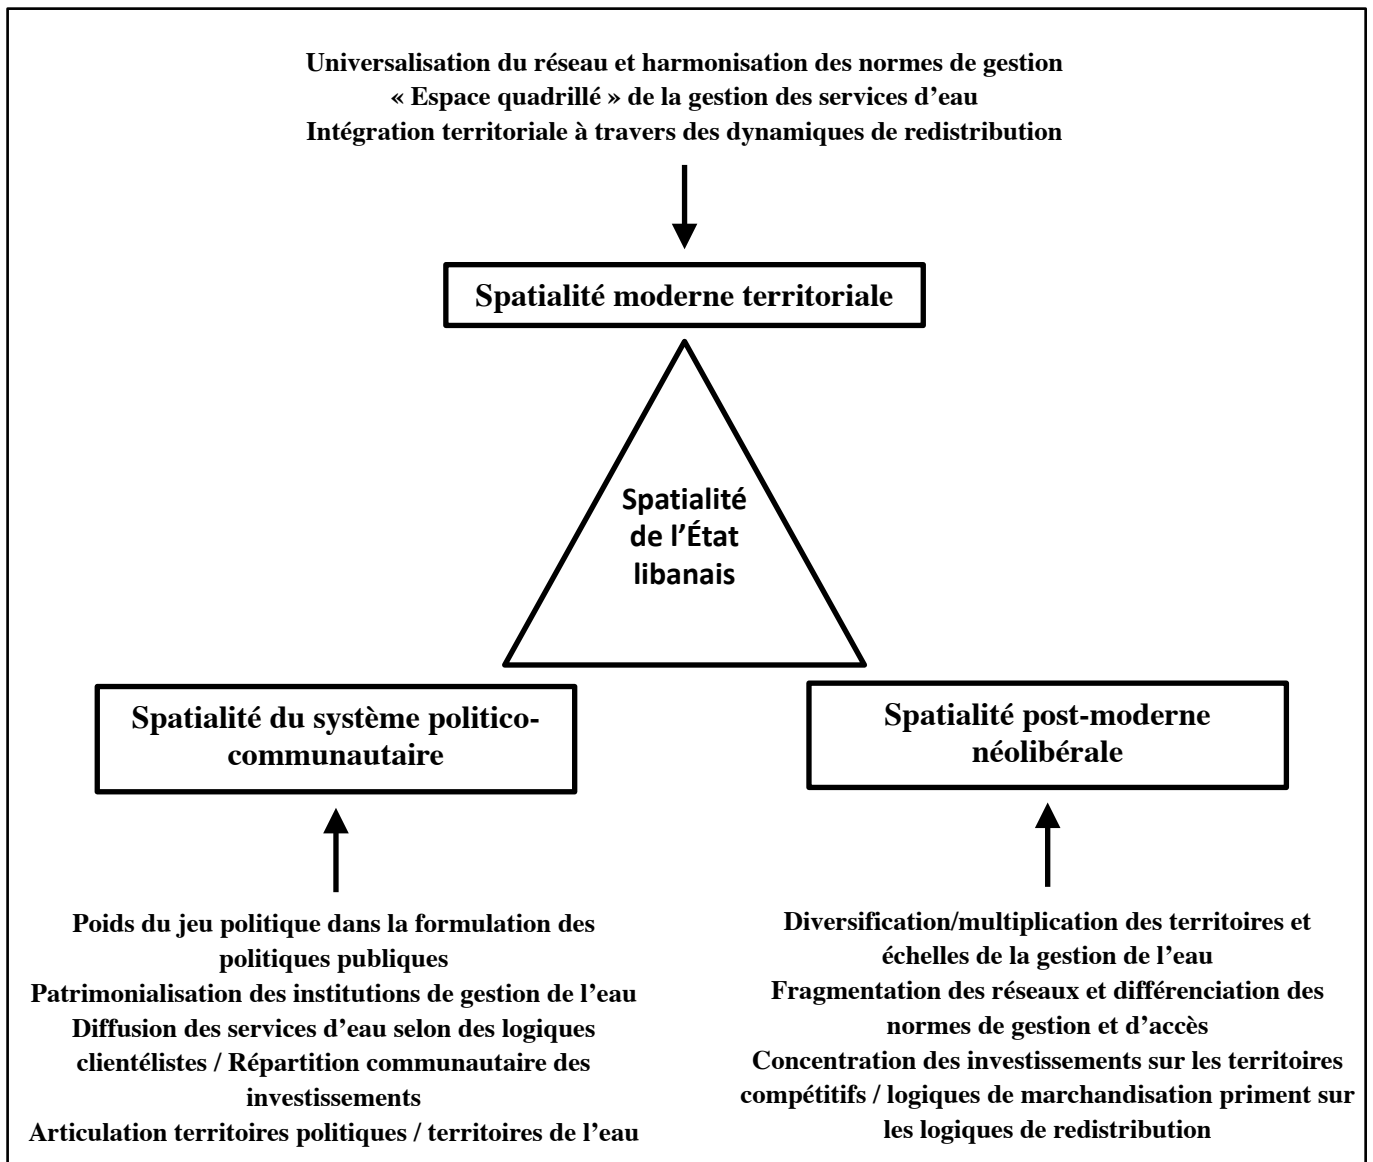 Universalisation du réseau et harmonisation des normes de gestion
« Espace quadrillé » de la gestion des services d’eau
Intégration territoriale à travers des dynamiques de redistribution
Spatialité moderne territoriale
Spatialité
de l’État
libanais
Spatialité du système politico-
communautaire
Spatialité post-moderne
néolibérale
Poids du jeu politique dans la formulation des
politiques publiques
Patrimonialisation des institutions de gestion de l’eau
Diffusion des services d’eau selon des logiques
clientélistes / Répartition communautaire des
investissements
Articulation territoires politiques / territoires de l’eau
Diversification/multiplication des territoires et
échelles de la gestion de l’eau
Fragmentation des réseaux et différenciation des
normes de gestion et d’accès
Concentration des investissements sur les territoires
compétitifs / logiques de marchandisation priment sur
les logiques de redistribution